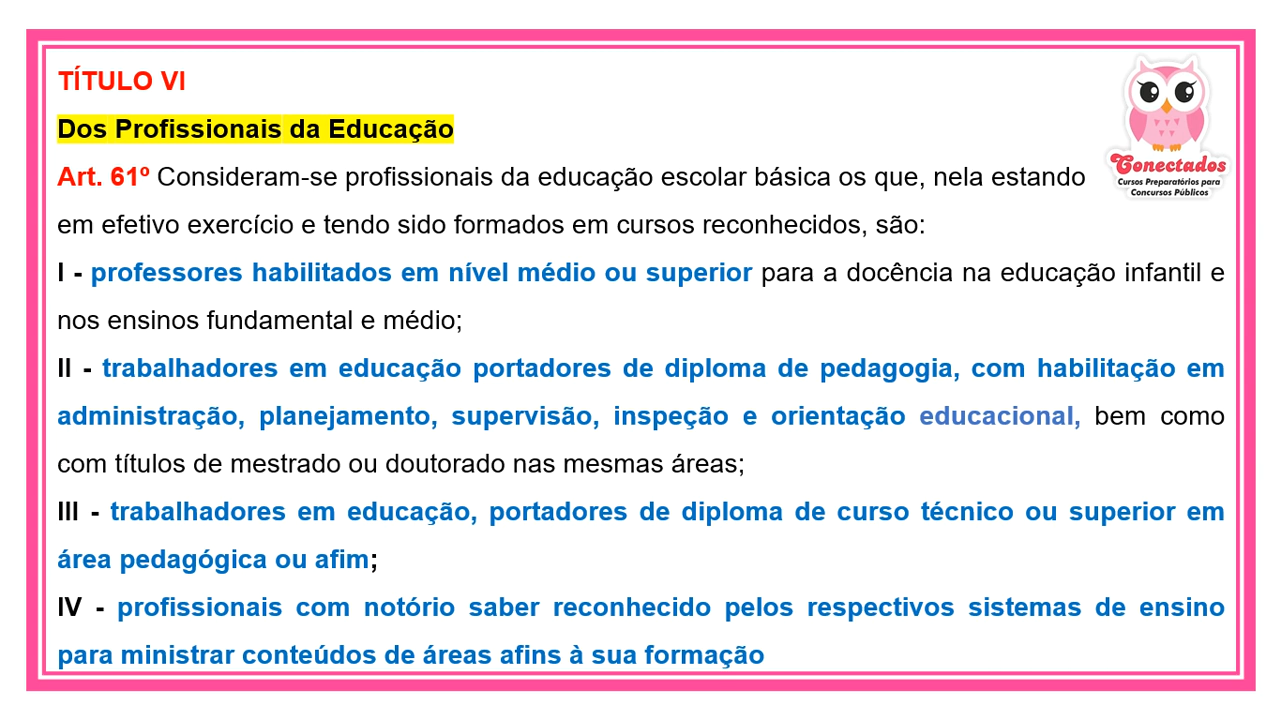 TÍTULO VI
Dos Profissionais da Educação
Art. 61º Consideram-se profissionais da educação escolar básica os que, nela estando
em efetivo exercício e tendo sido formados em cursos reconhecidos, são:
I - professores habilitados em nível médio ou superior para a docência na educação infantil e
nos ensinos fundamental e médio;
II - trabalhadores em educação portadores de diploma de pedagogia, com habilitação em
administração, planejamento, supervisão, inspeção e orientação educacional, bem como
com títulos de mestrado ou doutorado nas mesmas áreas;
III - trabalhadores em educação, portadores de diploma de curso técnico ou superior em
área pedagógica ou afim;
IV - profissionais com notório saber reconhecido pelos respectivos sistemas de ensino
para ministrar conteúdos de áreas afins à sua formação
Conectados
Cursos Preparatórios para
Concursos Públicos